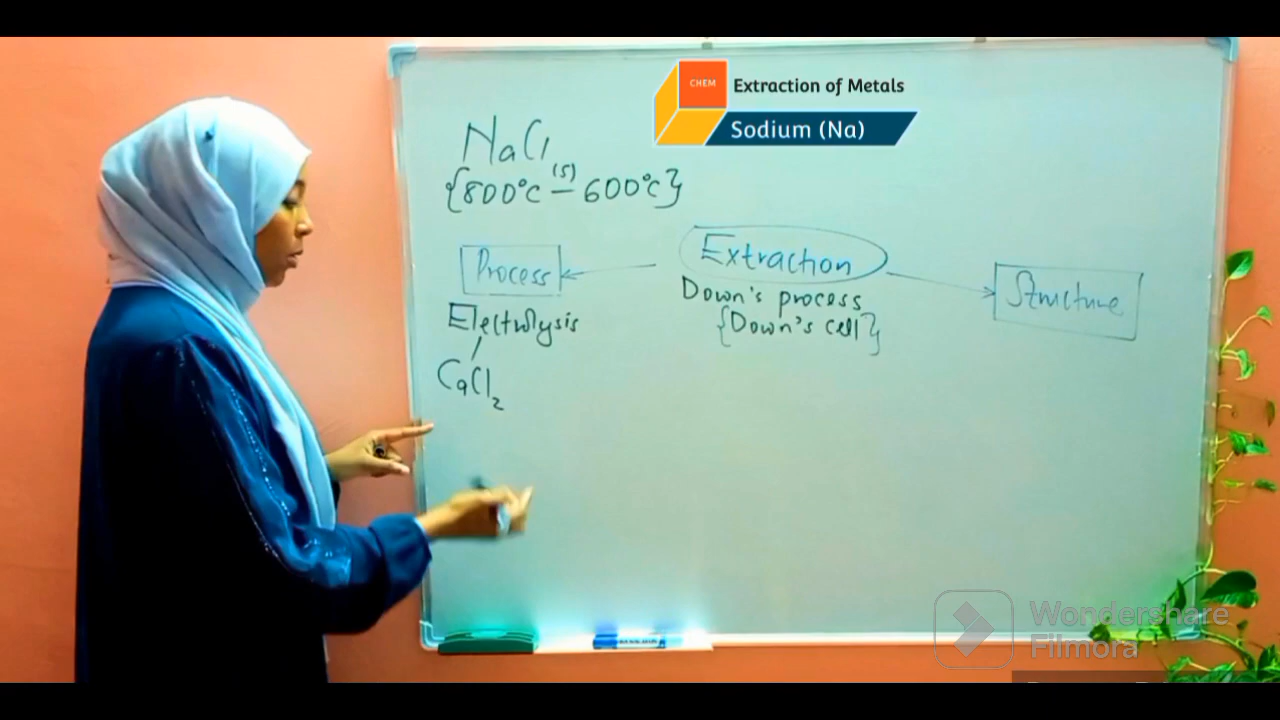 CHEM
Extraction of Metals
Sodium (Na)
NaCl(s)
{800°C — 600°C}
Extraction
Process
Structure
Down's process
{Down's cell}
Electrolysis
CaCl₂
Wondershare
Filmora